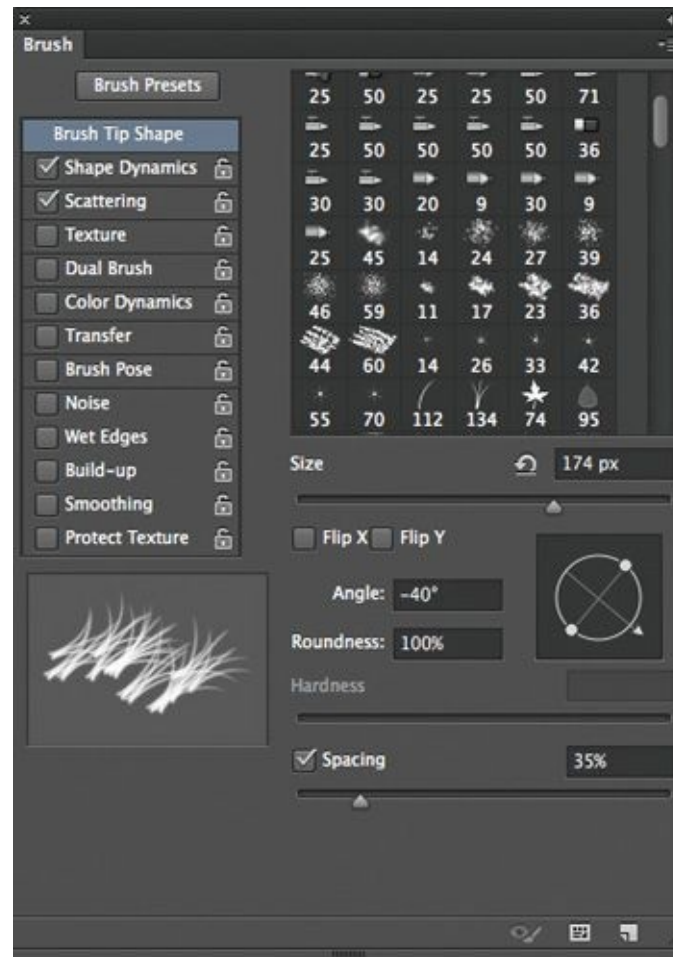 Brush
Brush Presets
Brush Tip Shape
Shape Dynamics
Scattering
Texture
Dual Brush
Color Dynamics
Transfer
Brush Pose
Noise
Wet Edges
Build-up
Smoothing
Protect Texture
25 50 25 25 50 71
25 50 50 50 50 36
30 30 20 9 30 9
25 45 14 24 27 39
46 59 11 17 23 36
44 60 14 26 33 42
55 70 112 134 74 95
Size 174 px
Flip X Flip Y
Angle: -40°
Roundness: 100%
Hardness
Spacing 35%